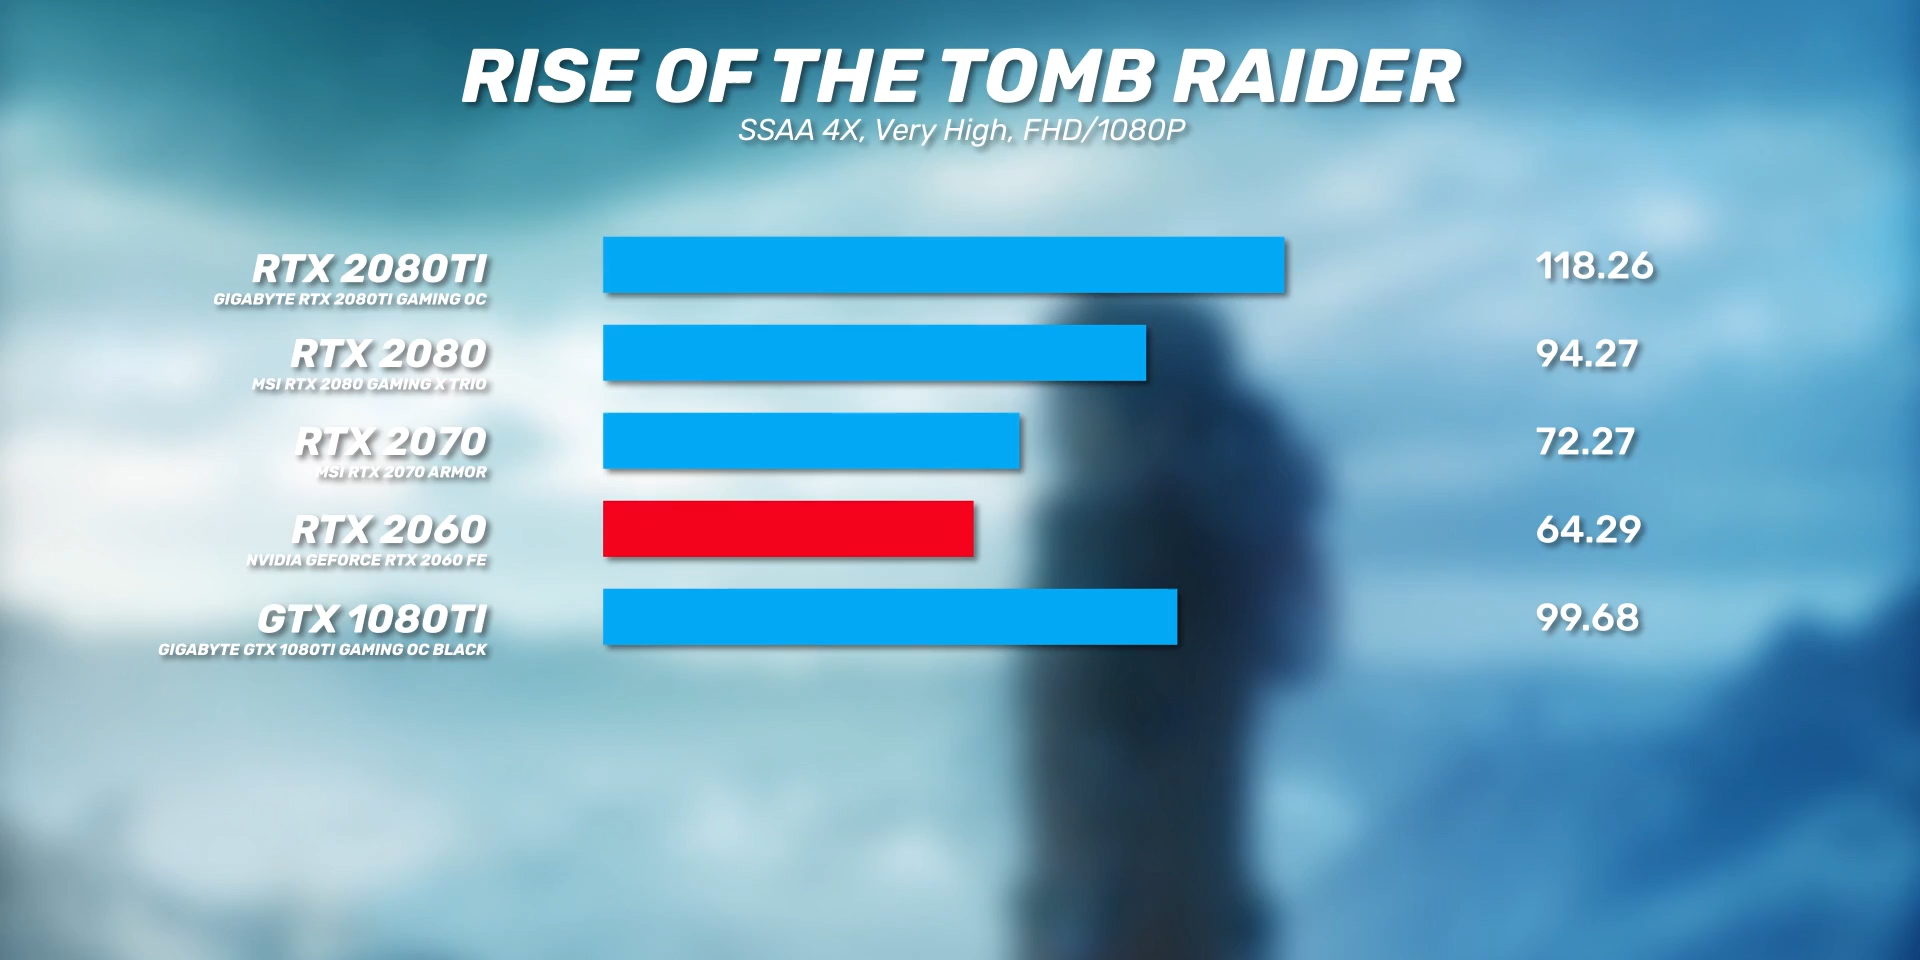 RISE OF THE TOMB RAIDER
SSAA 4X, Very High, FHD/1080P
RTX 2080TI
GIGABYTE RTX 2080TI GAMING OC
118.26
RTX 2080
MSI RTX 2080 GAMING X TRIO
94.27
RTX 2070
MSI RTX 2070 ARMOR
72.27
RTX 2060
NVIDIA GEFORCE RTX 2060 FE
64.29
GTX 1080TI
GIGABYTE GTX 1080TI GAMING OC BLACK
99.68